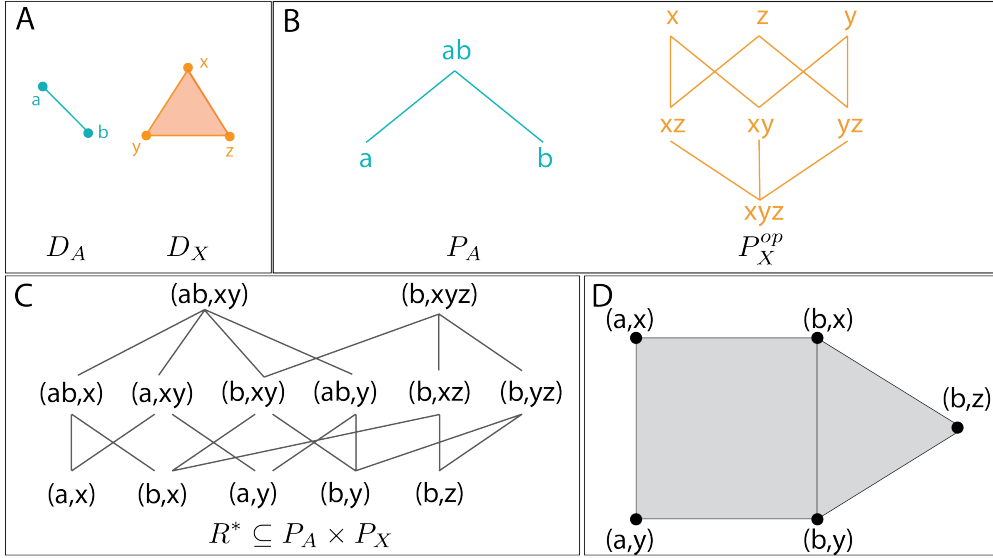 A
a
b
x
y
z
D_A
D_X
B
ab
a
b
P_A
x z y
xz xy yz
xyz
P_X^{op}
C
(ab,xy) (b,xyz)
(ab,x) (a,xy) (b,xy) (ab,y) (b,xz) (b,yz)
(a,x) (b,x) (a,y) (b,y) (b,z)
R* ⊆ P_A × P_X
D
(a,x) (b,x)
(b,z)
(a,y) (b,y)